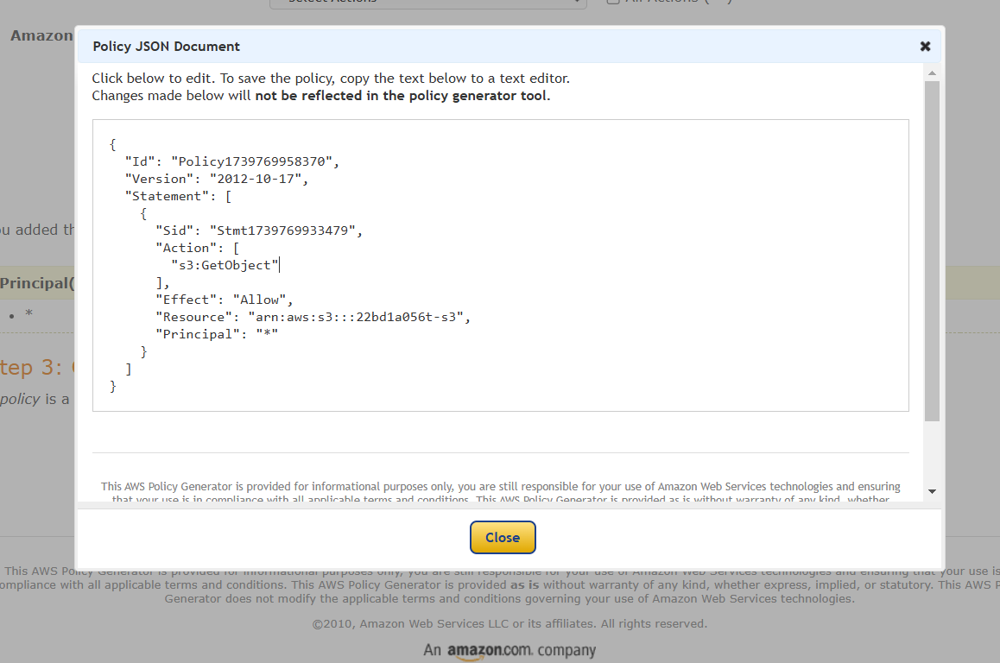 Amazon
Policy JSON Document
Click below to edit. To save the policy, copy the text below to a text editor.
Changes made below will not be reflected in the policy generator tool.
{
"Id": "Policy1739769958370",
"Version": "2012-10-17",
"Statement": [
{
"Sid": "Stmt1739769933479",
"Action": [
"s3:GetObject"
],
"Effect": "Allow",
"Resource": "arn:aws:s3:::22bd1a056t-s3",
"Principal": "*"
}
]
}
ou added th
Principal(
• *
tep 3:
policy is a
This AWS Policy Generator is provided for informational purposes only, you are still responsible for your use of Amazon Web Services technologies and ensuring
that your use is in compliance with all applicable terms and conditions. This AWS Policy Generator is provided as is without warranty of any kind, whether
Close
This AWS Policy Generator is provided for informational purposes only, you are still responsible for your use of Amazon Web Services technologies and ensuring that your use is
ompliance with all applicable terms and conditions. This AWS Policy Generator is provided as is without warranty of any kind, whether express, implied, or statutory. This AWS P
Generator does not modify the applicable terms and conditions governing your use of Amazon Web Services technologies.
©2010, Amazon Web Services LLC or its affiliates. All rights reserved.
An amazon.com. company